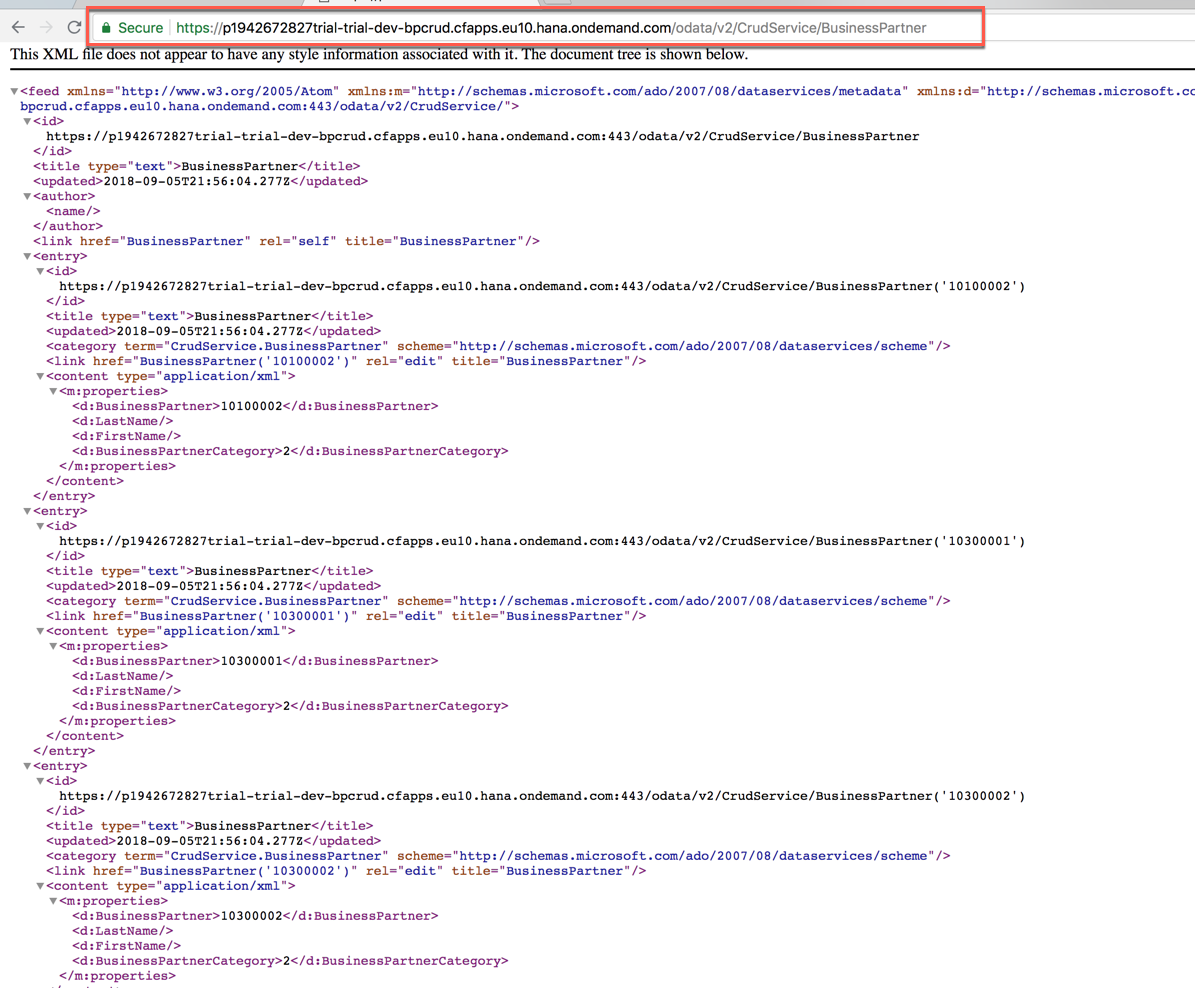 Secure https://p1942672827trial-trial-dev-bpcrud.cfapps.eu10.hana.ondemand.com/odata/v2/CrudService/BusinessPartner
This XML file does not appear to have any style information associated with it. The document tree is shown below.
▼<feed xmlns="http://www.w3.org/2005/Atom" xmlns:m="http://schemas.microsoft.com/ado/2007/08/dataservices/metadata" xmlns:d="http://schemas.microsoft.co
bpcrud.cfapps.eu10.hana.ondemand.com:443/odata/v2/CrudService/">
▼<id>
https://p1942672827trial-trial-dev-bpcrud.cfapps.eu10.hana.ondemand.com:443/odata/v2/CrudService/BusinessPartner
</id>
<title type="text">BusinessPartner</title>
<updated>2018-09-05T21:56:04.277Z</updated>
▼<author>
<name/>
</author>
<link href="BusinessPartner" rel="self" title="BusinessPartner"/>
▼<entry>
▼<id>
https://p1942672827trial-trial-dev-bpcrud.cfapps.eu10.hana.ondemand.com:443/odata/v2/CrudService/BusinessPartner('10100002')
</id>
<title type="text">BusinessPartner</title>
<updated>2018-09-05T21:56:04.277Z</updated>
<category term="CrudService.BusinessPartner" scheme="http://schemas.microsoft.com/ado/2007/08/dataservices/scheme"/>
<link href="BusinessPartner('10100002')" rel="edit" title="BusinessPartner"/>
▼<content type="application/xml">
▼<m:properties>
<d:BusinessPartner>10100002</d:BusinessPartner>
<d:LastName/>
<d:FirstName/>
<d:BusinessPartnerCategory>2</d:BusinessPartnerCategory>
</m:properties>
</content>
</entry>
▼<entry>
▼<id>
https://p1942672827trial-trial-dev-bpcrud.cfapps.eu10.hana.ondemand.com:443/odata/v2/CrudService/BusinessPartner('10300001')
</id>
<title type="text">BusinessPartner</title>
<updated>2018-09-05T21:56:04.277Z</updated>
<category term="CrudService.BusinessPartner" scheme="http://schemas.microsoft.com/ado/2007/08/dataservices/scheme"/>
<link href="BusinessPartner('10300001')" rel="edit" title="BusinessPartner"/>
▼<content type="application/xml">
▼<m:properties>
<d:BusinessPartner>10300001</d:BusinessPartner>
<d:LastName/>
<d:FirstName/>
<d:BusinessPartnerCategory>2</d:BusinessPartnerCategory>
</m:properties>
</content>
</entry>
▼<entry>
▼<id>
https://p1942672827trial-trial-dev-bpcrud.cfapps.eu10.hana.ondemand.com:443/odata/v2/CrudService/BusinessPartner('10300002')
</id>
<title type="text">BusinessPartner</title>
<updated>2018-09-05T21:56:04.277Z</updated>
<category term="CrudService.BusinessPartner" scheme="http://schemas.microsoft.com/ado/2007/08/dataservices/scheme"/>
<link href="BusinessPartner('10300002')" rel="edit" title="BusinessPartner"/>
▼<content type="application/xml">
▼<m:properties>
<d:BusinessPartner>10300002</d:BusinessPartner>
<d:LastName/>
<d:FirstName/>
<d:BusinessPartnerCategory>2</d:BusinessPartnerCategory>
</m:properties>